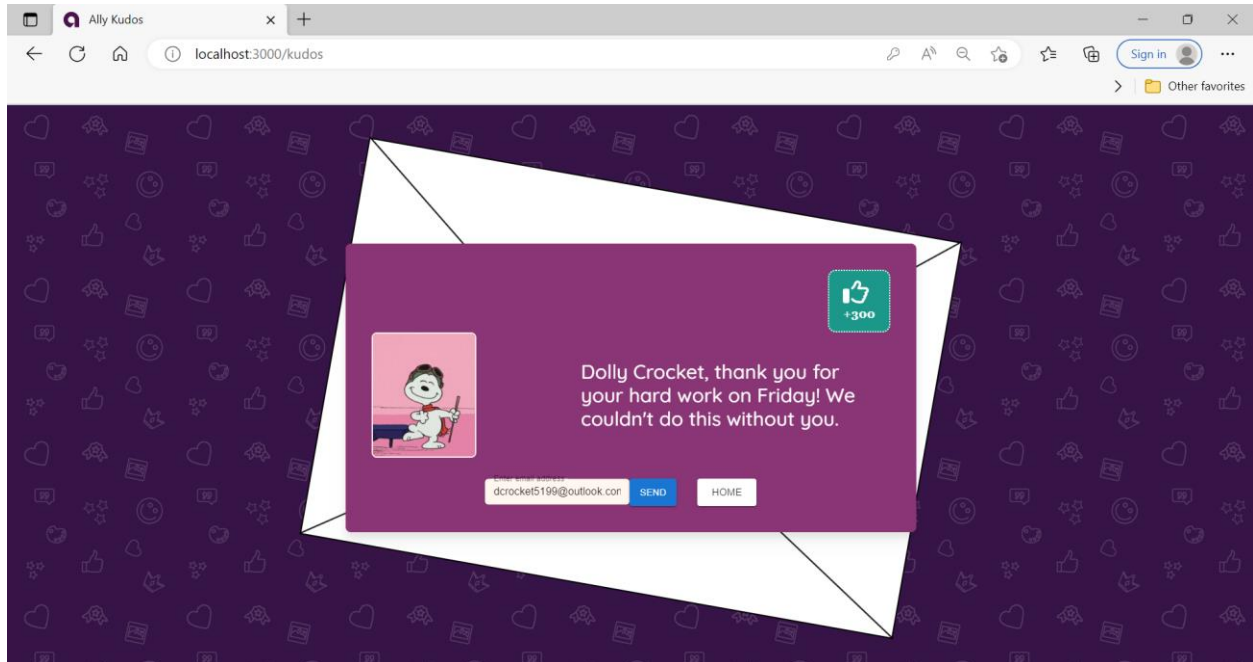 Ally Kudos
localhost:3000/kudos
Sign in
Other favorites
+300
Dolly Crocket, thank you for
your hard work on Friday! We
couldn't do this without you.
Enter email address
dcrocket5199@outlook.con
SEND
HOME